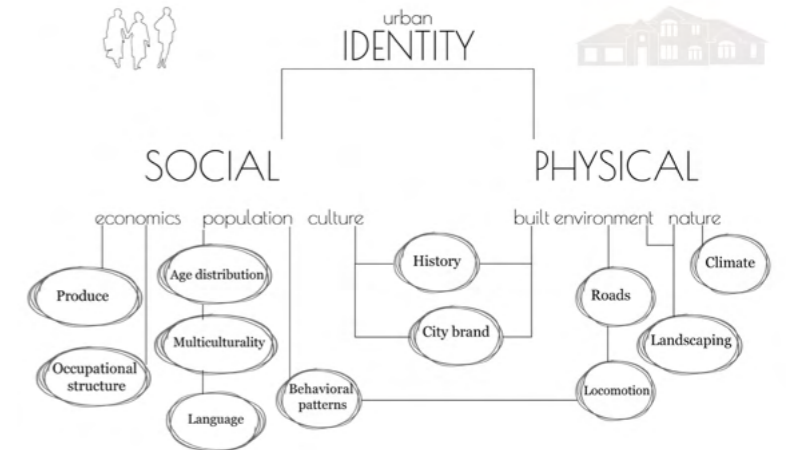 urban
IDENTITY
SOCIAL
PHYSICAL
economics
population
culture
built environment
nature
History
Climate
Age distribution
Produce
Roads
City brand
Multiculturality
Landscaping
Occupational
structure
Behavioral
patterns
Locomotion
Language